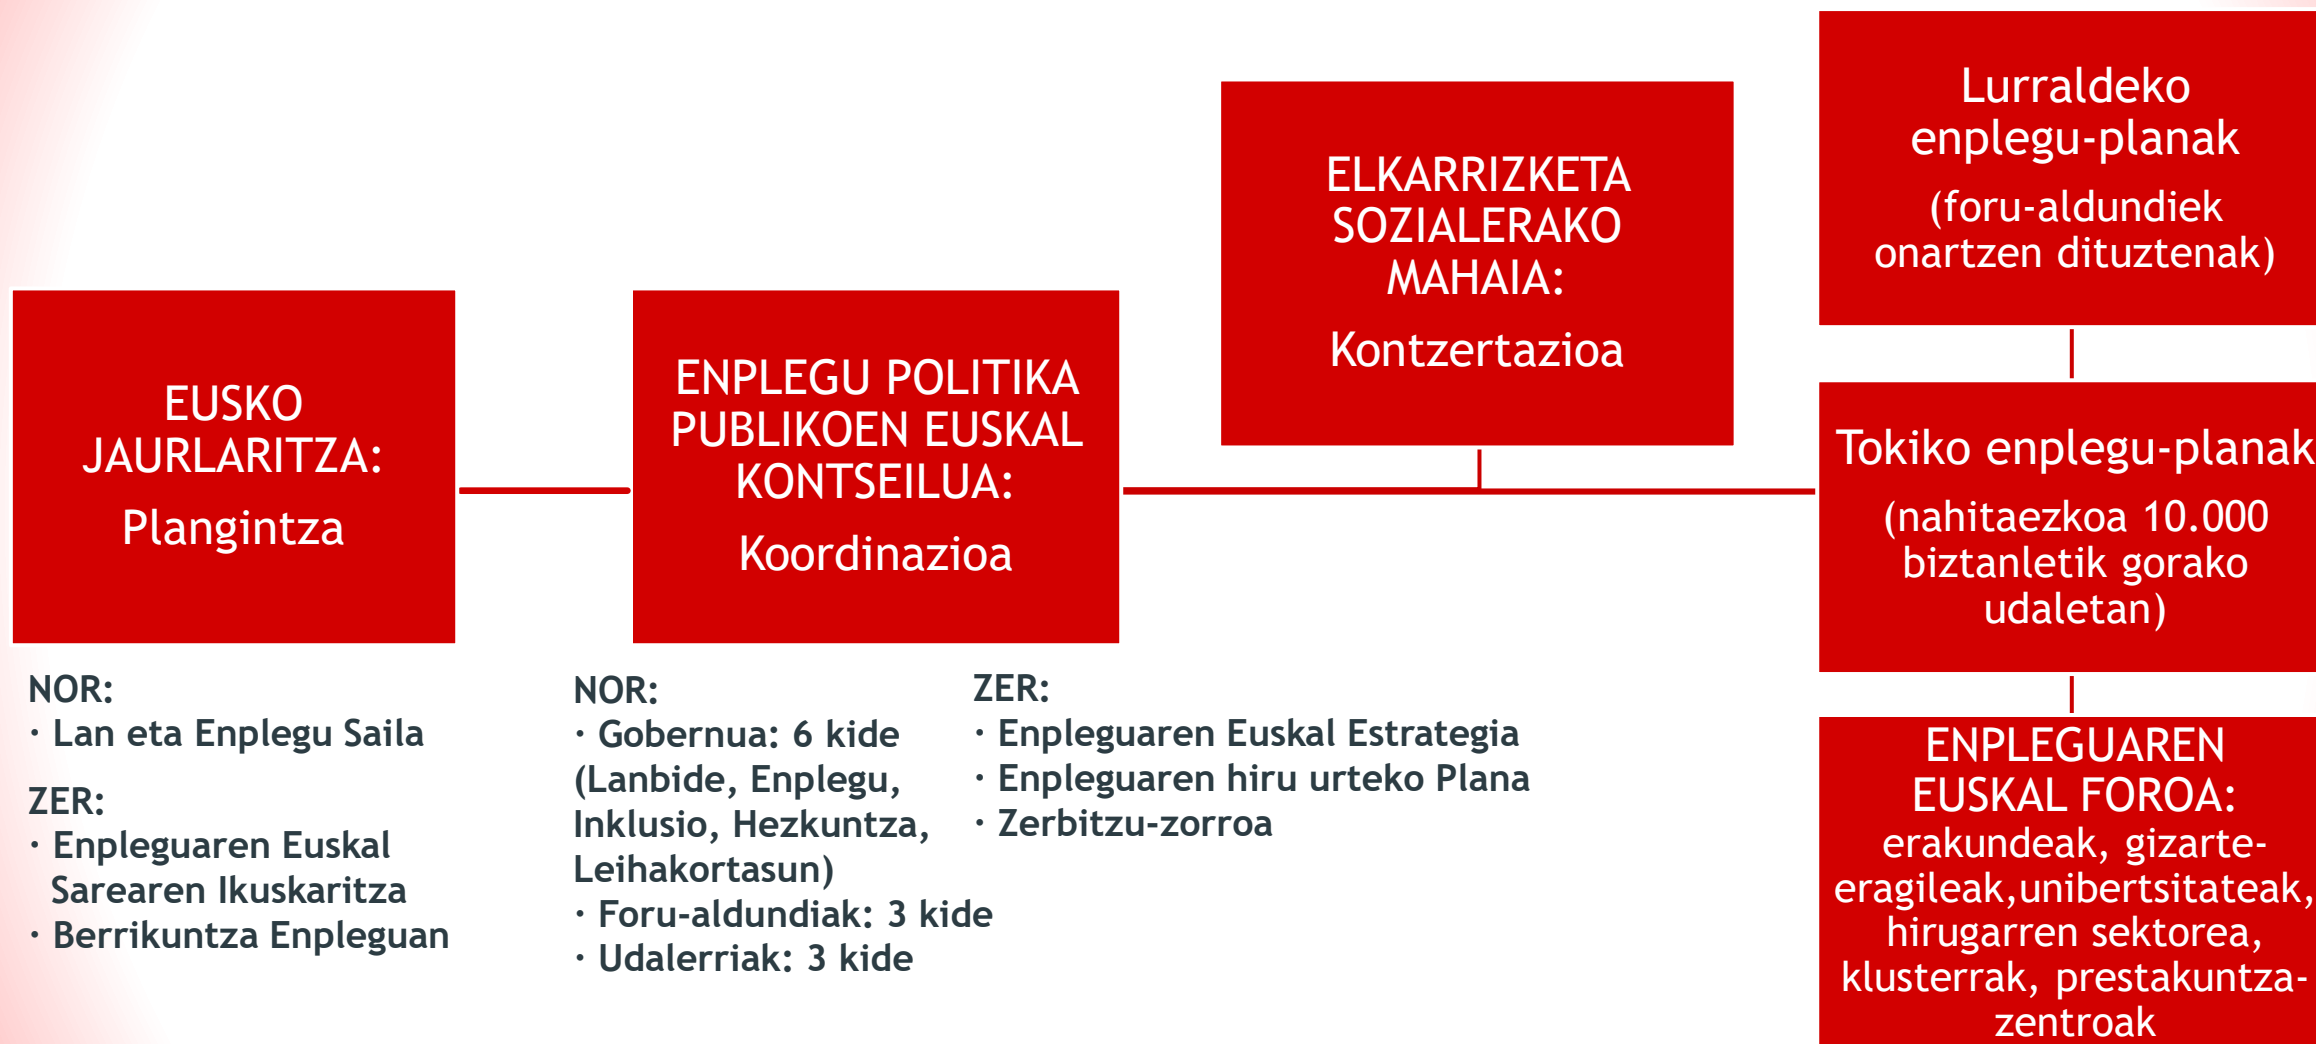 EUSKO
JAURLARITZA:
Plangintza
NOR:
· Lan eta Enplegu Saila
ZER:
· Enpleguaren Euskal
Sarearen Ikuskaritza
· Berrikuntza Enpleguan
ENPLEGU POLITIKA
PUBLIKOEN EUSKAL
KONTSEILUA:
Koordinazioa
NOR:
· Gobernua: 6 kide
(Lanbide, Enplegu,
Inklusio, Hezkuntza,
Leihakortasun)
· Foru-aldundiak: 3 kide
· Udalerriak: 3 kide
ZER:
· Enpleguaren Euskal Estrategia
· Enpleguaren hiru urteko Plana
· Zerbitzu-zorroa
ELKARRIZKETA
SOZIALERAKO
MAHAIA:
Kontzertazioa
Lurraldeko
enplegu-planak
(foru-aldundiek
onartzen dituztenak)
Tokiko enplegu-planak
(nahitaezkoa 10.000
biztanletik gorako
udaletan)
ENPLEGUAREN
EUSKAL FOROA:
erakundeak, gizarte-
eragileak,unibertsitateak,
hirugarren sektorea,
klusterrak, prestakuntza-
zentroak